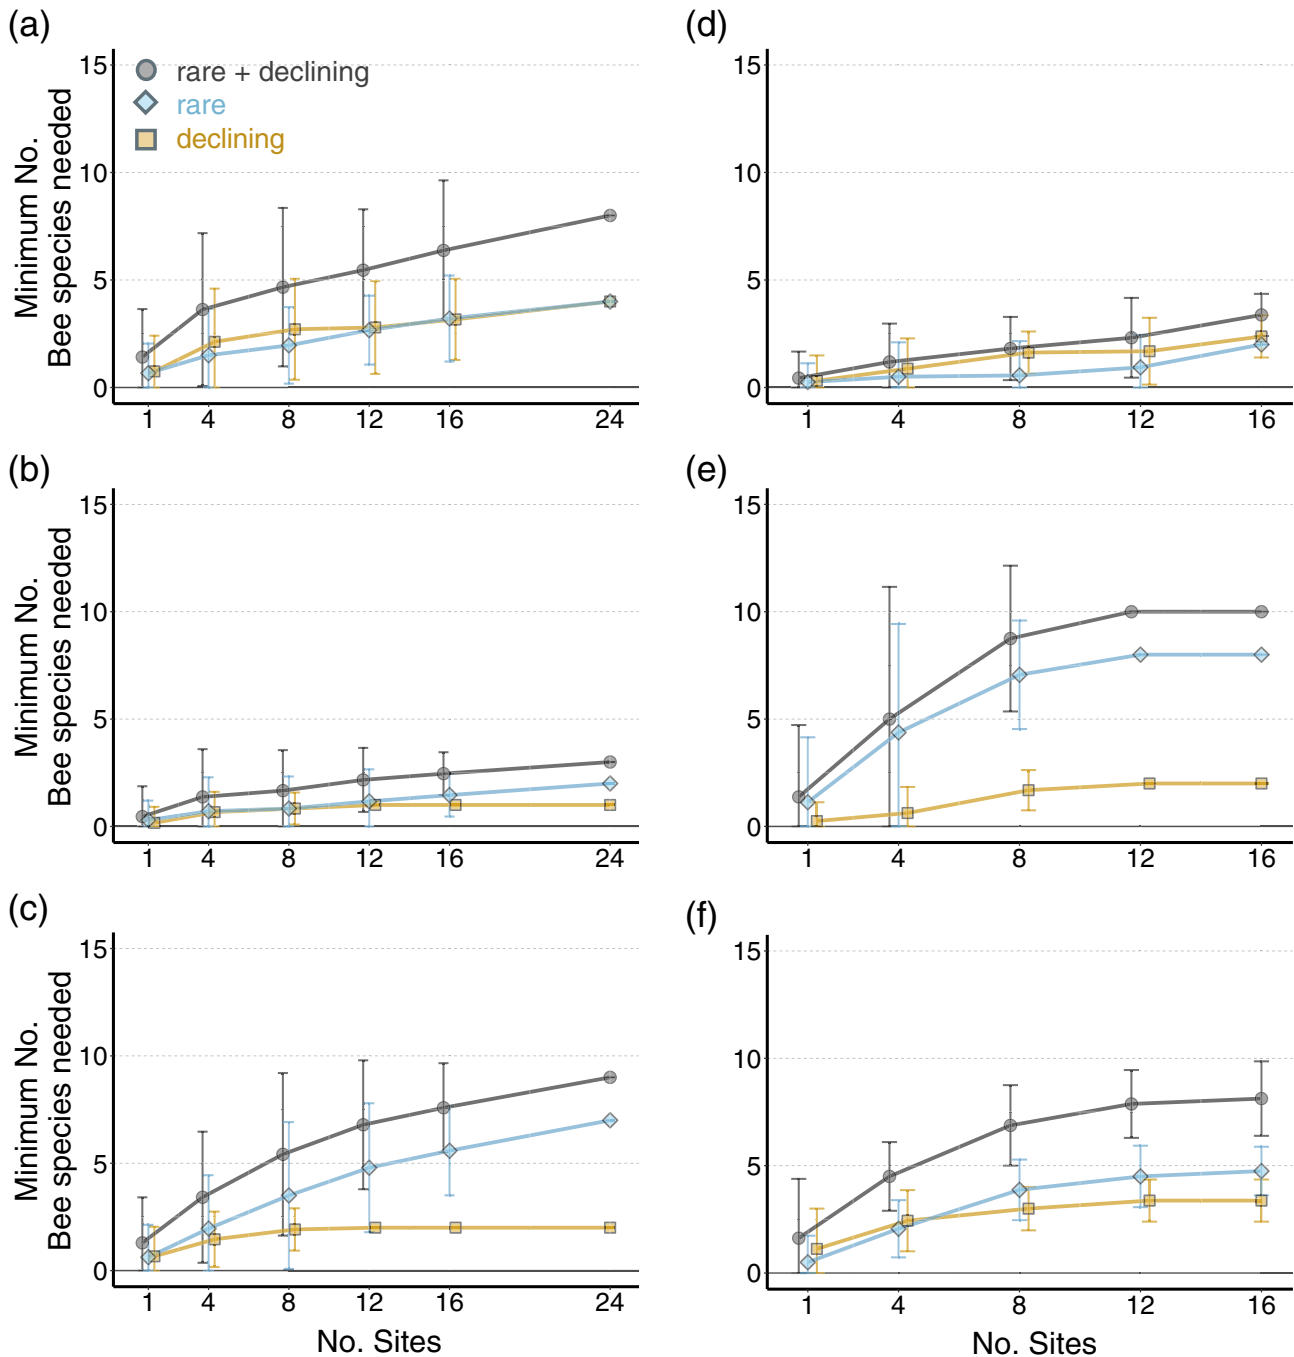 (a)
15
10
5
0
Minimum No.
Bee species needed
rare + declining
rare
declining
1 4 8 12 16 24
(d)
15
10
5
0
1 4 8 12 16
(b)
15
10
5
0
Minimum No.
Bee species needed
1 4 8 12 16 24
(e)
15
10
5
0
1 4 8 12 16
(c)
15
10
5
0
Minimum No.
Bee species needed
1 4 8 12 16 24
No. Sites
(f)
15
10
5
0
1 4 8 12 16
No. Sites